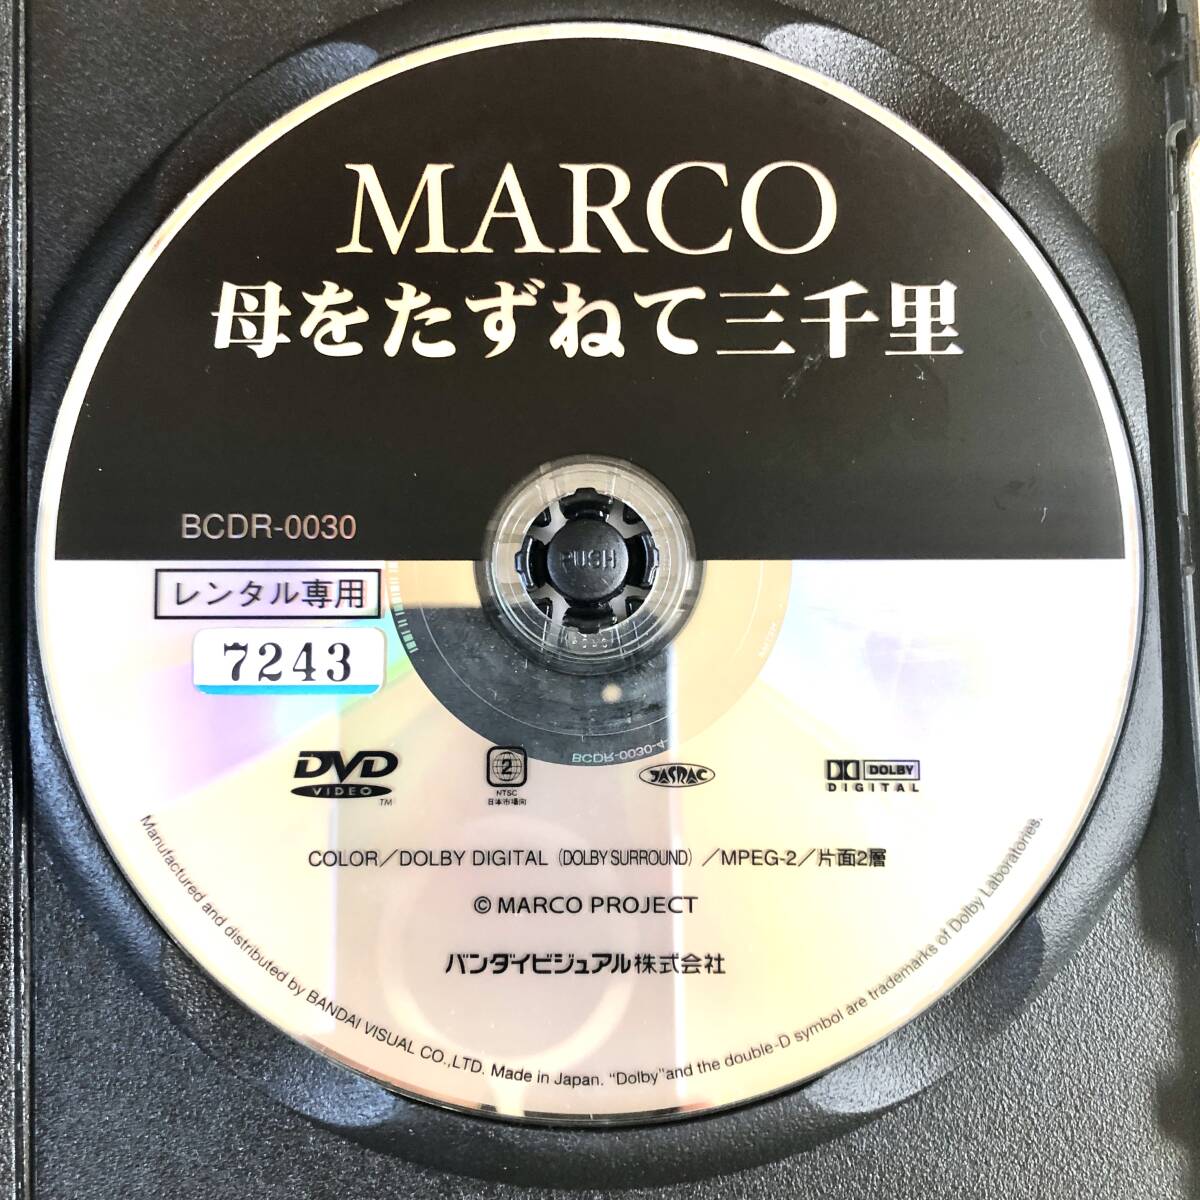 MARCO
母をたずねて三千里
BCDR-0030
PUSH
レンタル専用
7243
BCDR-0030-4
DVD
VIDEO
TM
2
NTSC
日本市場向
JASRAC
DOLBY
DIGITAL
COLOR／DOLBY DIGITAL（DOLBY SURROUND）／MPEG-2／片面2層
© MARCO PROJECT
バンダイビジュアル株式会社
Manufactured and distributed by BANDAI VISUAL CO.,LTD. Made in Japan. "Dolby"and the double-D symbol are trademarks of Dolby Laboratories.